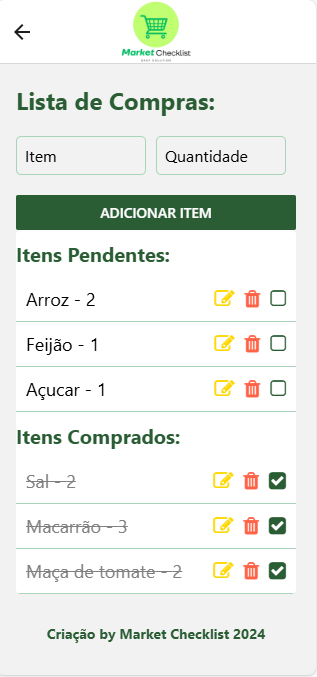 Market Checklist
Lista de Compras:
Item
Quantidade
ADICIONAR ITEM
Itens Pendentes:
Arroz - 2
Feijão - 1
Açucar - 1
Itens Comprados:
Sal - 2
Macarrão - 3
Maça de tomate - 2
Criação by Market Checklist 2024